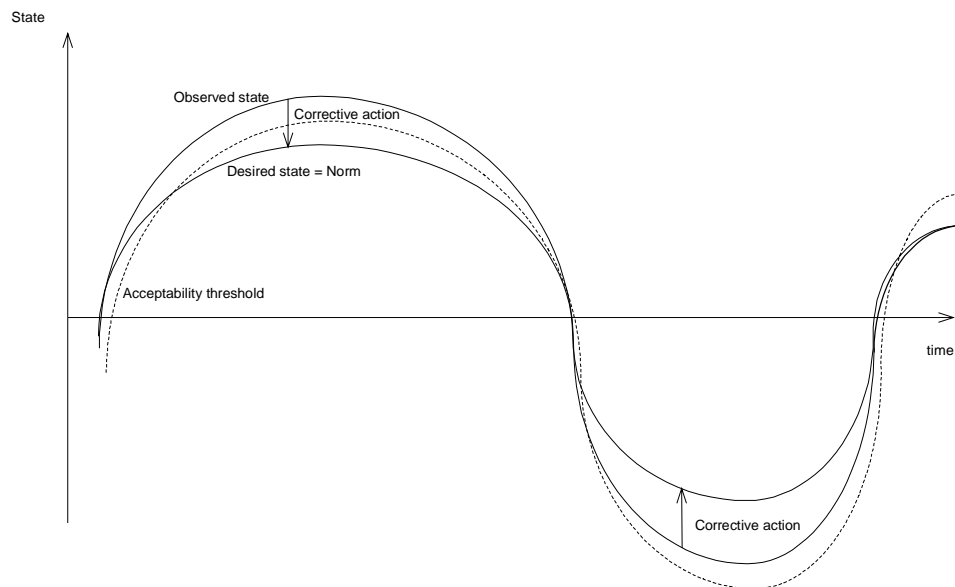 State
Observed state
Corrective action
Desired state = Norm
Acceptability threshold
time
Corrective action